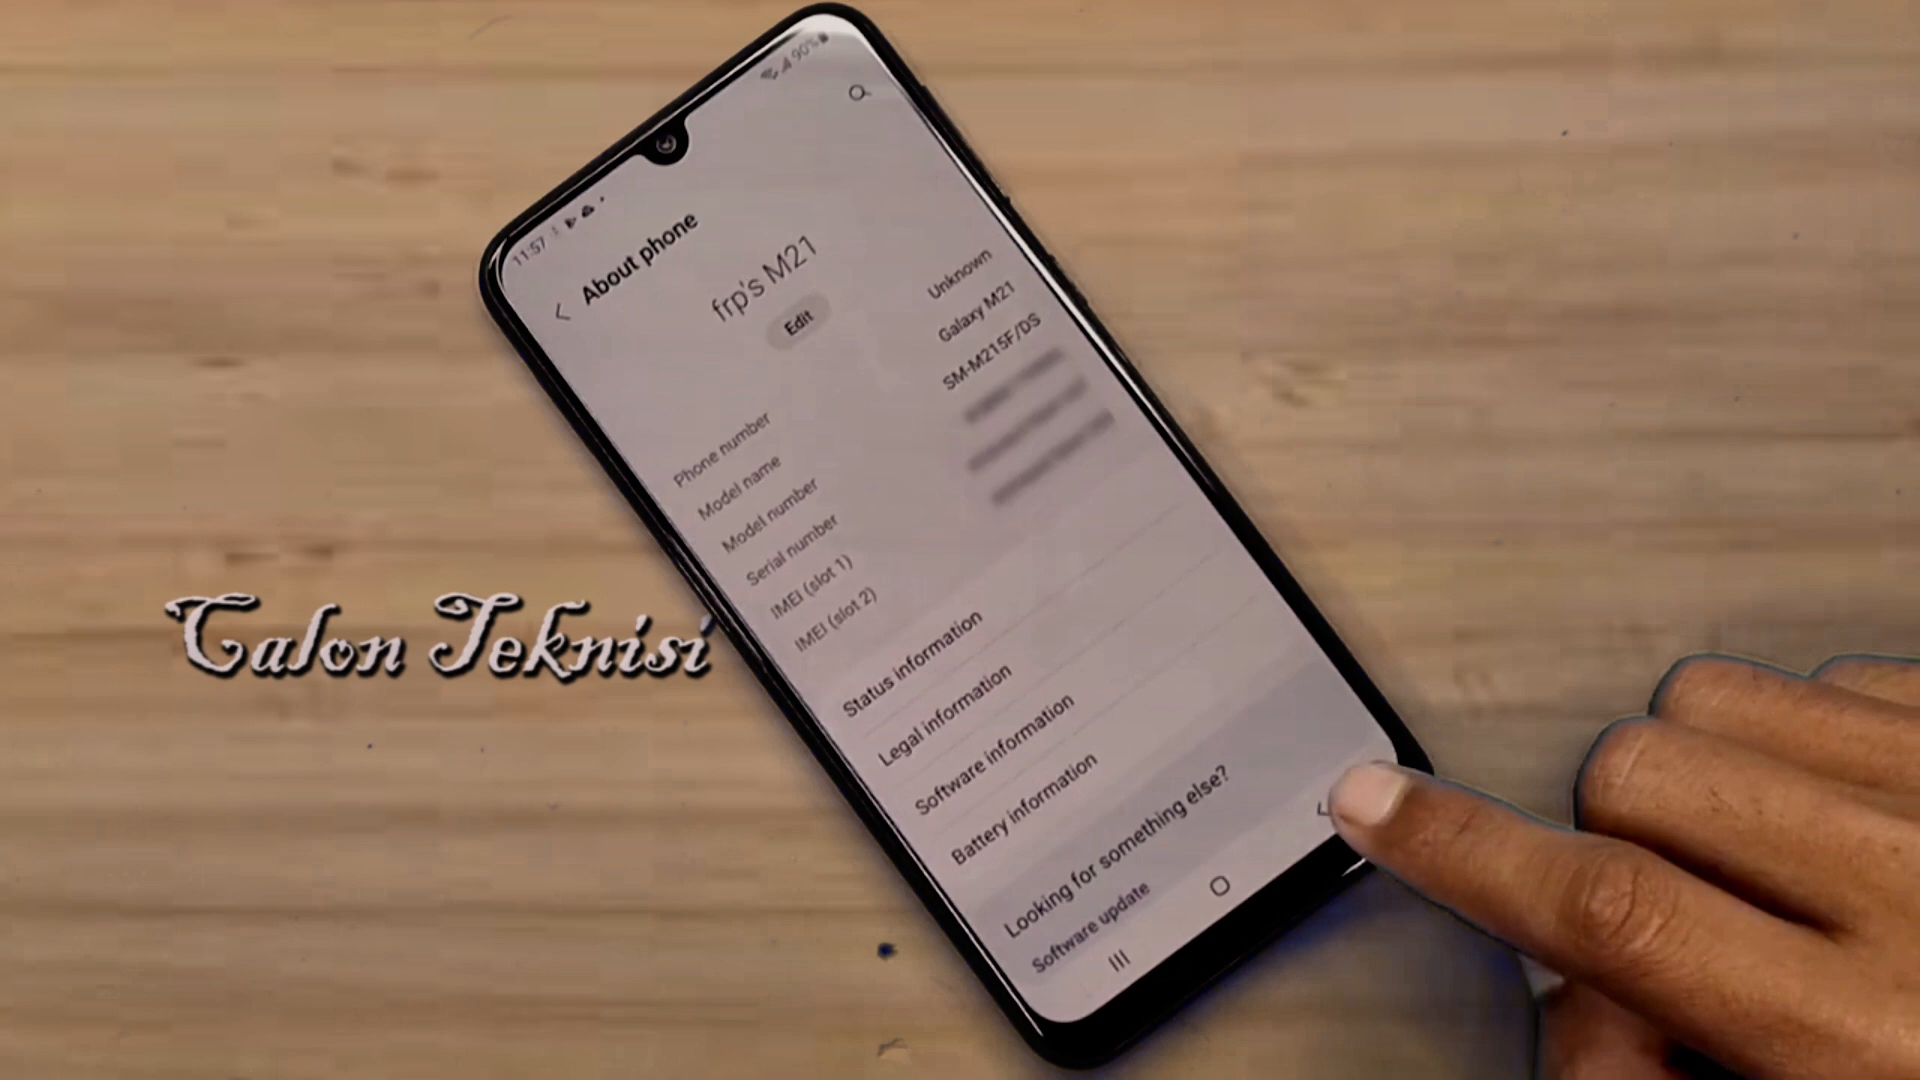 11:57
90%
About phone
frp's M21
Edit
Phone number Unknown
Model name Galaxy M21
Model number SM-M215F/DS
Serial number
IMEI (slot 1)
IMEI (slot 2)
Status information
Legal information
Software information
Battery information
Looking for something else?
Software update
Calon Teknisi